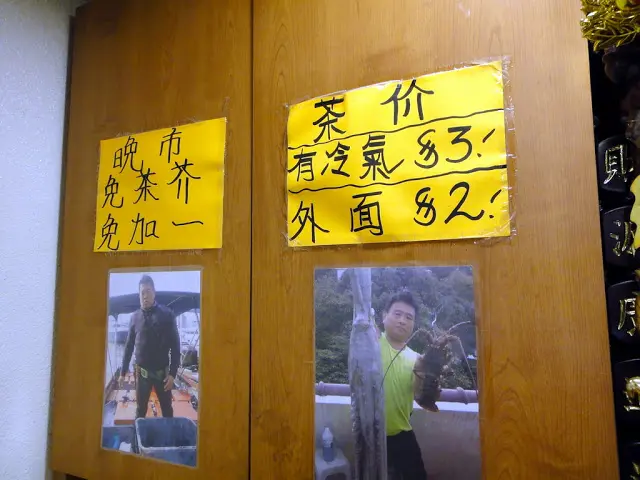 晚市
免茶芥
免加一
茶价
有冷氣 $3.
外面 $2.